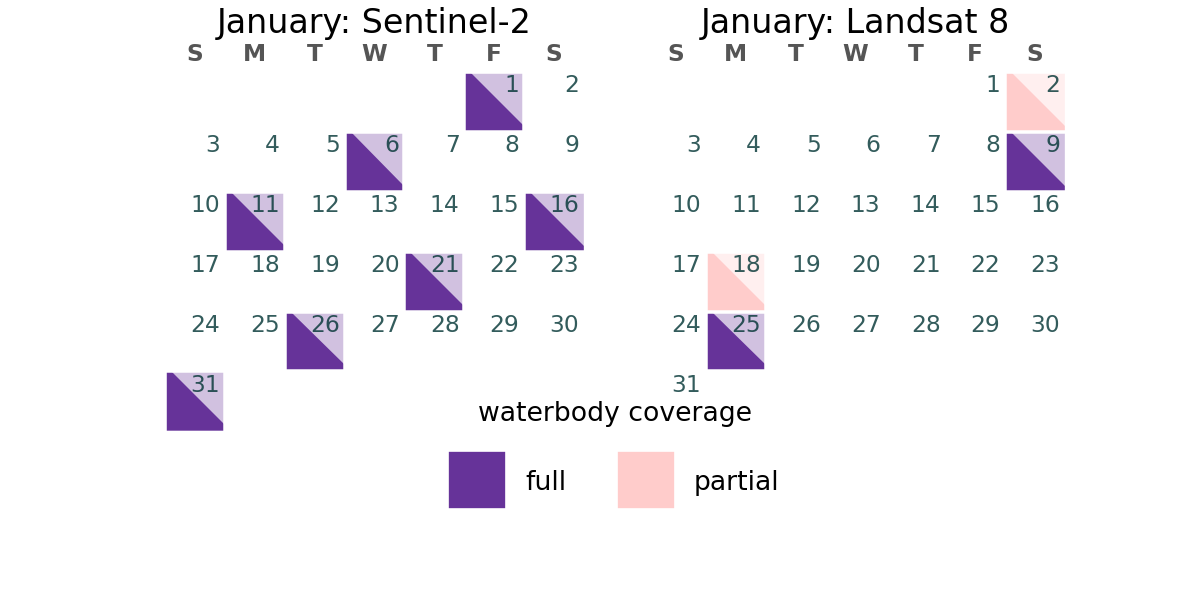 January: Sentinel-2
S M T W T F S
1 2
3 4 5 6 7 8 9
10 11 12 13 14 15 16
17 18 19 20 21 22 23
24 25 26 27 28 29 30
31
January: Landsat 8
S M T W T F S
1 2
3 4 5 6 7 8 9
10 11 12 13 14 15 16
17 18 19 20 21 22 23
24 25 26 27 28 29 30
31
waterbody coverage
full partial